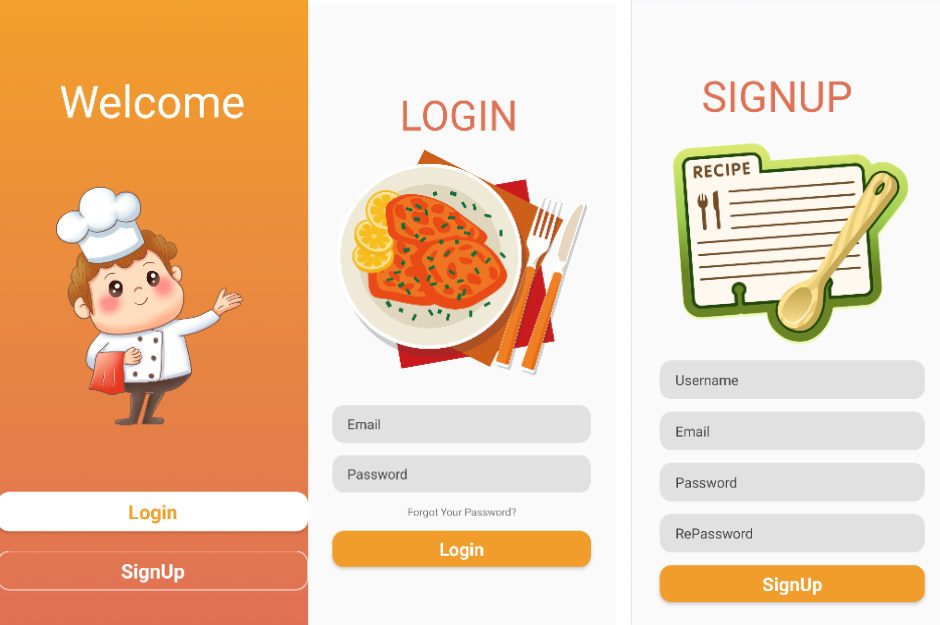 Welcome
Login
SignUp
LOGIN
Email
Password
Forgot Your Password?
Login
SIGNUP
RECIPE
Username
Email
Password
RePassword
SignUp